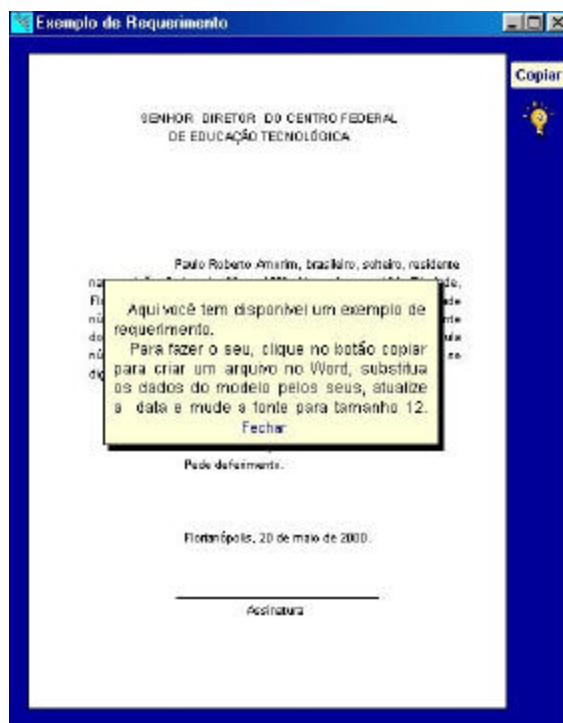 Exemplo de Requerimento
Copiar
SENHOR DIRETOR DO CENTRO FEDERAL
DE EDUCAÇÃO TECNOLÓGICA
Paulo Roberto Amorim, brasileiro, solteiro, residente
Aqui você tem disponível um exemplo de
requerimento.
Para fazer o seu, clique no botão copiar
para criar um arquivo no Word, substitua
os dados do modelo pelos seus, atualize
a data e mude a fonte para tamanho 12.
Fechar
Pede deferimento.
Florianópolis, 20 de maio de 2000.
Assinatura